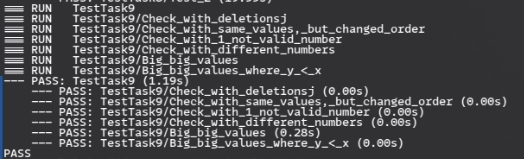 === RUN   TestTask9
=== RUN   TestTask9/Check_with_deletionsj
=== RUN   TestTask9/Check_with_same_values,_but_changed_order
=== RUN   TestTask9/Check_with_1_not_valid_number
=== RUN   TestTask9/Check_with_different_numbers
=== RUN   TestTask9/Big_big_values
=== RUN   TestTask9/Big_big_values_where_y_<_x
--- PASS: TestTask9 (1.19s)
    --- PASS: TestTask9/Check_with_deletionsj (0.00s)
    --- PASS: TestTask9/Check_with_same_values,_but_changed_order (0.00s)
    --- PASS: TestTask9/Check_with_1_not_valid_number (0.00s)
    --- PASS: TestTask9/Check_with_different_numbers (0.00s)
    --- PASS: TestTask9/Big_big_values (0.28s)
    --- PASS: TestTask9/Big_big_values_where_y_<_x (0.00s)
PASS